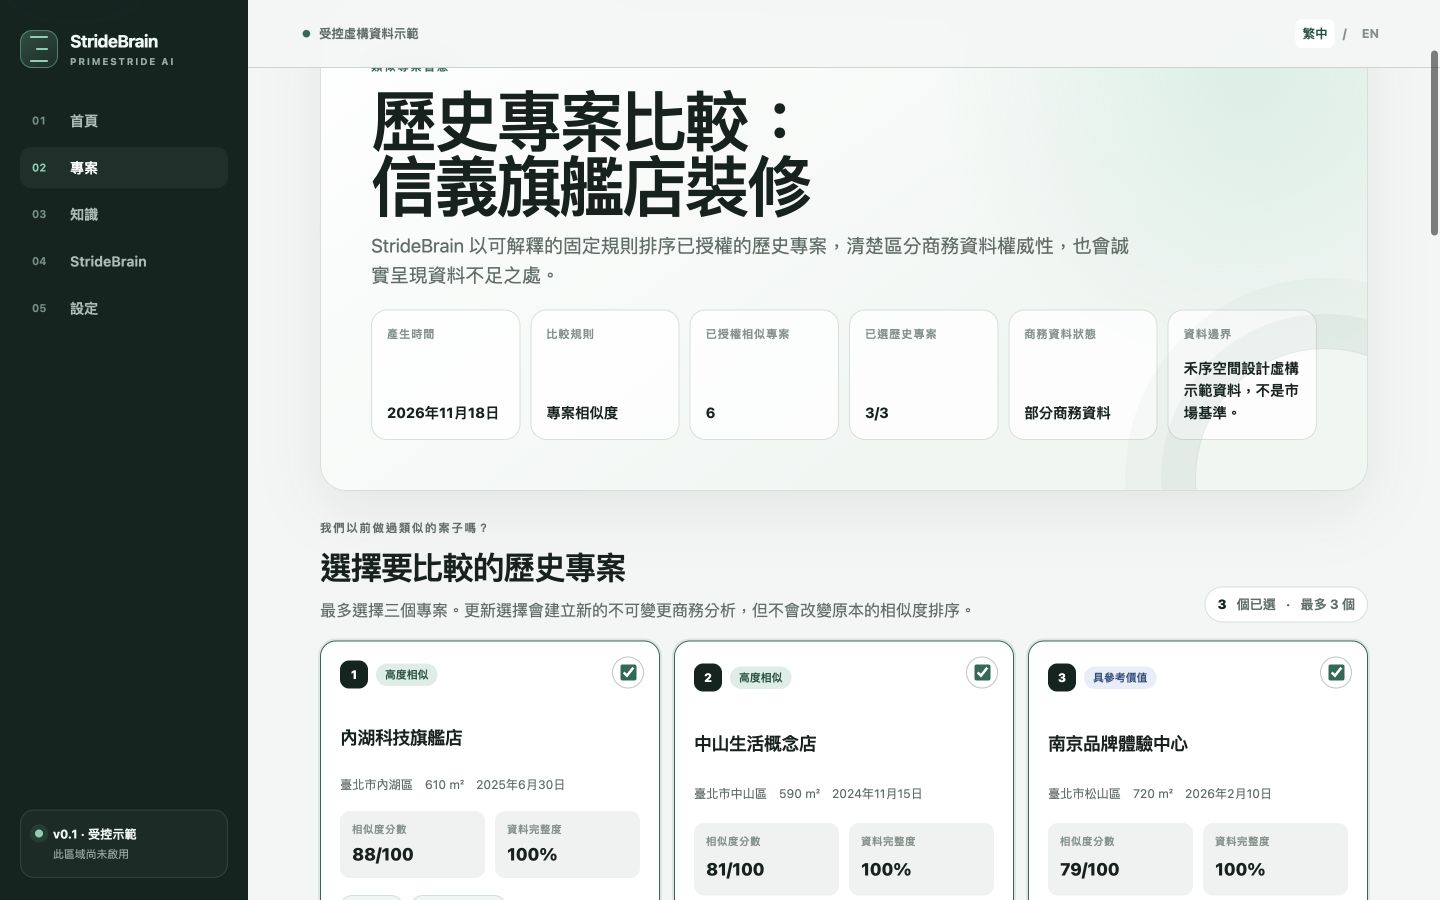 StrideBrain
PRIMESTRIDE AI
01 首頁
02 專案
03 知識
04 StrideBrain
05 設定
v0.1 · 受控示範
此區域尚未啟用
受控虛構資料示範
繁中 / EN
歷史專案比較：
信義旗艦店裝修
StrideBrain 以可解釋的固定規則排序已授權的歷史專案，清楚區分商務資料權威性，也會誠
實呈現資料不足之處。
產生時間
2026年11月18日
比較規則
專案相似度
已授權相似專案
6
已選歷史專案
3/3
商務資料狀態
部分商務資料
資料邊界
禾序空間設計虛構
示範資料，不是市
場基準。
我們以前做過類似的案子嗎？
選擇要比較的歷史專案
最多選擇三個專案。更新選擇會建立新的不可變更商務分析，但不會改變原本的相似度排序。
3 個已選 · 最多 3 個
1 高度相似
內湖科技旗艦店
臺北市內湖區 610 m² 2025年6月30日
相似度分數
88/100
資料完整度
100%
2 高度相似
中山生活概念店
臺北市中山區 590 m² 2024年11月15日
相似度分數
81/100
資料完整度
100%
3 具參考價值
南京品牌體驗中心
臺北市松山區 720 m² 2026年2月10日
相似度分數
79/100
資料完整度
100%